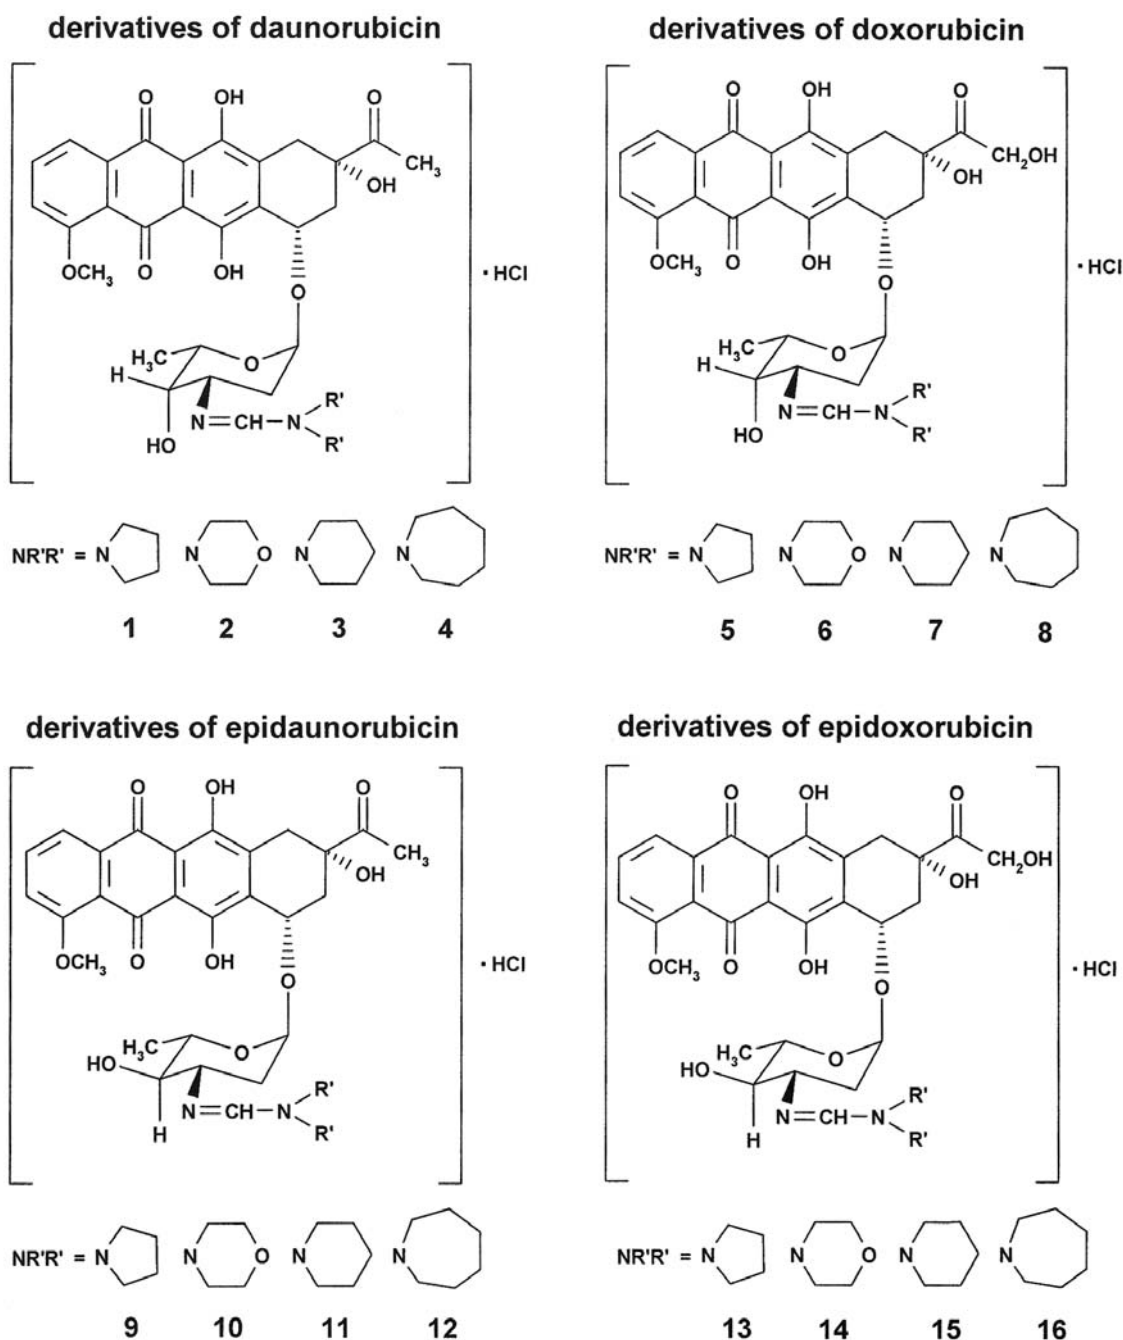 derivatives of daunorubicin
O OH O
CH₃
OH
OCH₃ O OH
· HCl
O
H₃C O
H
N=CH–N R'
R'
HO
NR'R' = N N O N N
1 2 3 4
derivatives of doxorubicin
O OH O
CH₂OH
OH
OCH₃ O OH
· HCl
O
H₃C O
H
N=CH–N R'
R'
HO
NR'R' = N N O N N
5 6 7 8
derivatives of epidaunorubicin
O OH O
CH₃
OH
OCH₃ O OH
· HCl
O
H₃C O
HO
N=CH–N R'
R'
H
NR'R' = N N O N N
9 10 11 12
derivatives of epidoxorubicin
O OH O
CH₂OH
OH
OCH₃ O OH
· HCl
O
H₃C O
HO
N=CH–N R'
R'
H
NR'R' = N N O N N
13 14 15 16